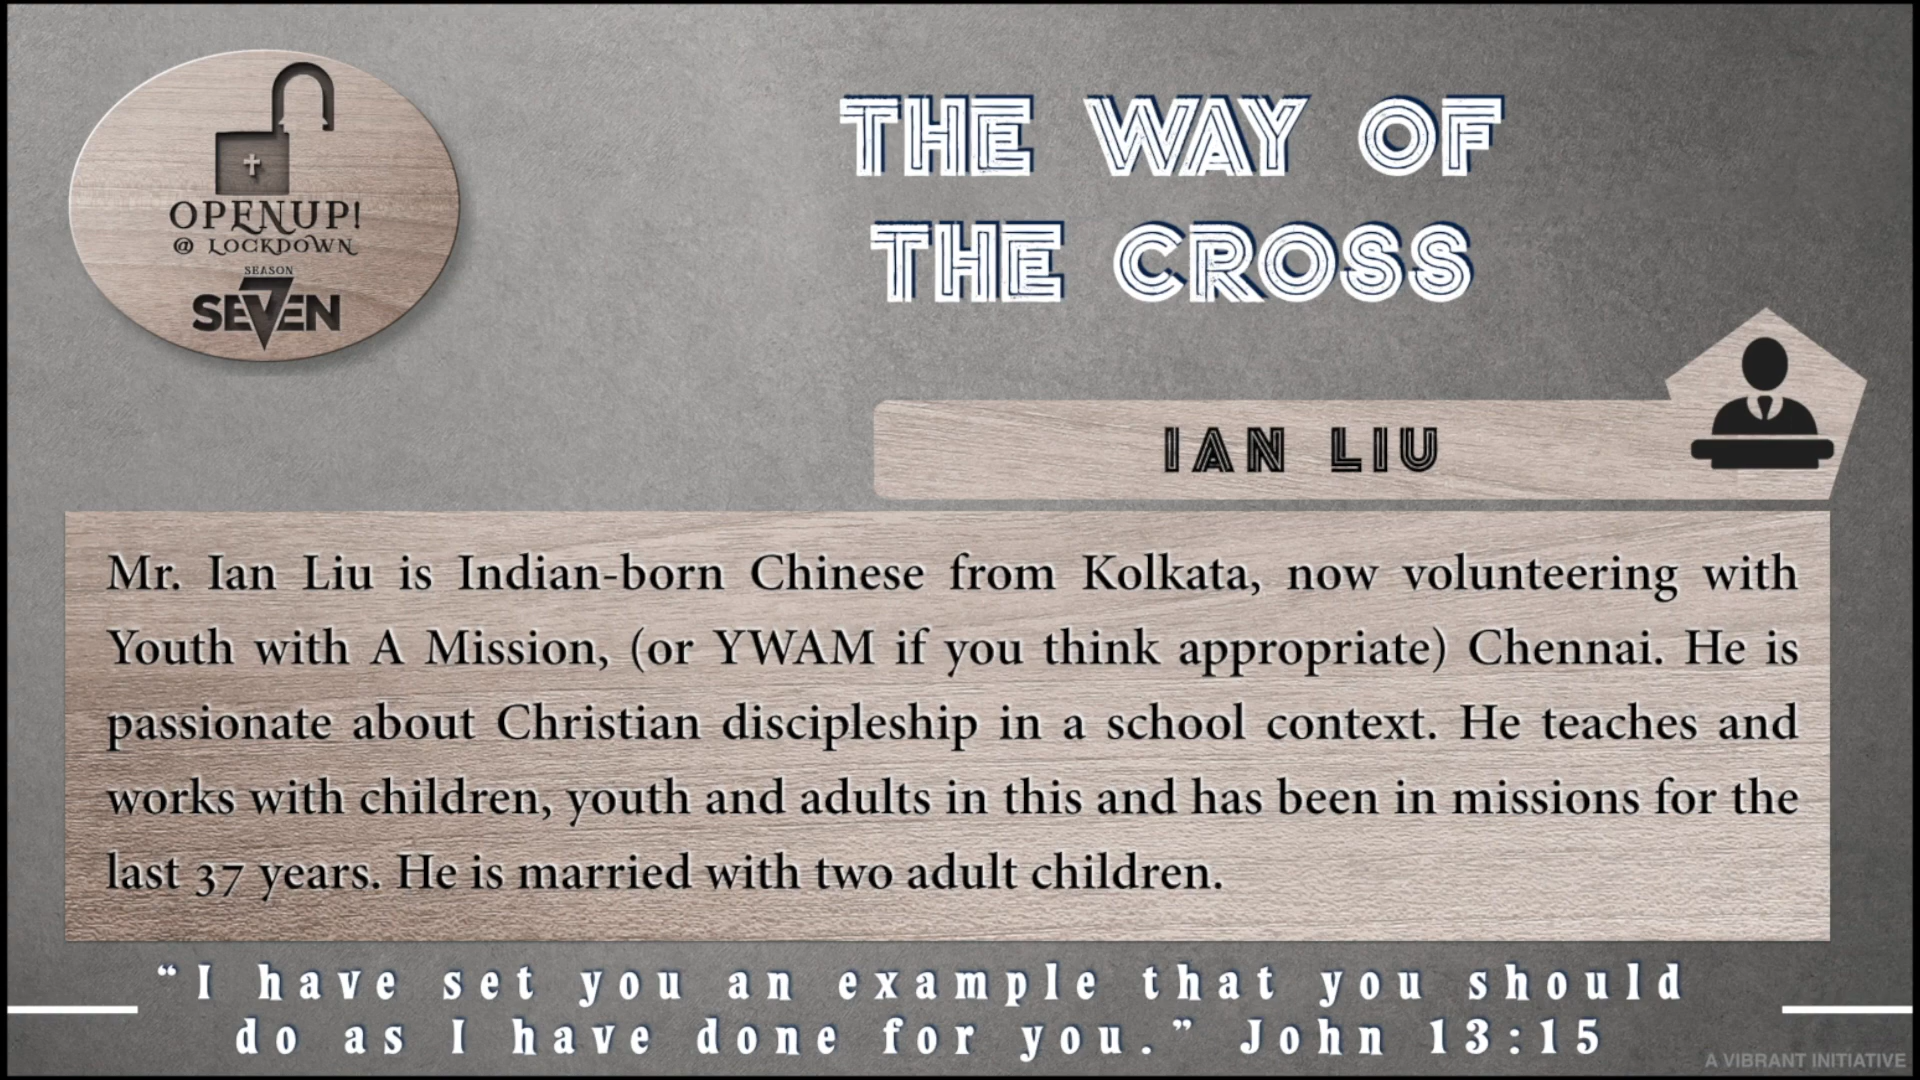 OPENUP!
@ LOCKDOWN
SEASON
SEVEN
THE WAY OF
THE CROSS
IAN LIU
Mr. Ian Liu is Indian-born Chinese from Kolkata, now volunteering with
Youth with A Mission, (or YWAM if you think appropriate) Chennai. He is
passionate about Christian discipleship in a school context. He teaches and
works with children, youth and adults in this and has been in missions for the
last 37 years. He is married with two adult children.
“I have set you an example that you should
do as I have done for you.” John 13:15
A VIBRANT INITIATIVE